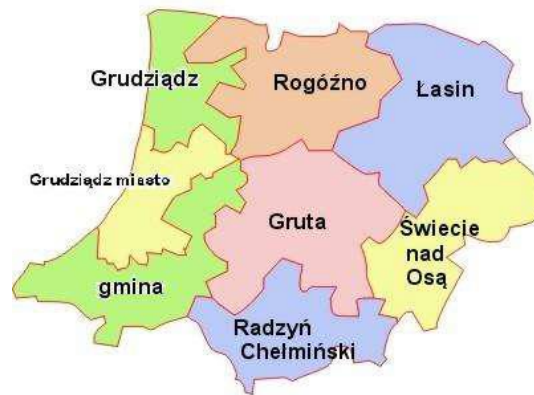 Grudziądz
Rogóźno
Łasin
Grudziądz miasto
Gruta
Świecie
nad
Osą
gmina
Radzyń
Chełmiński